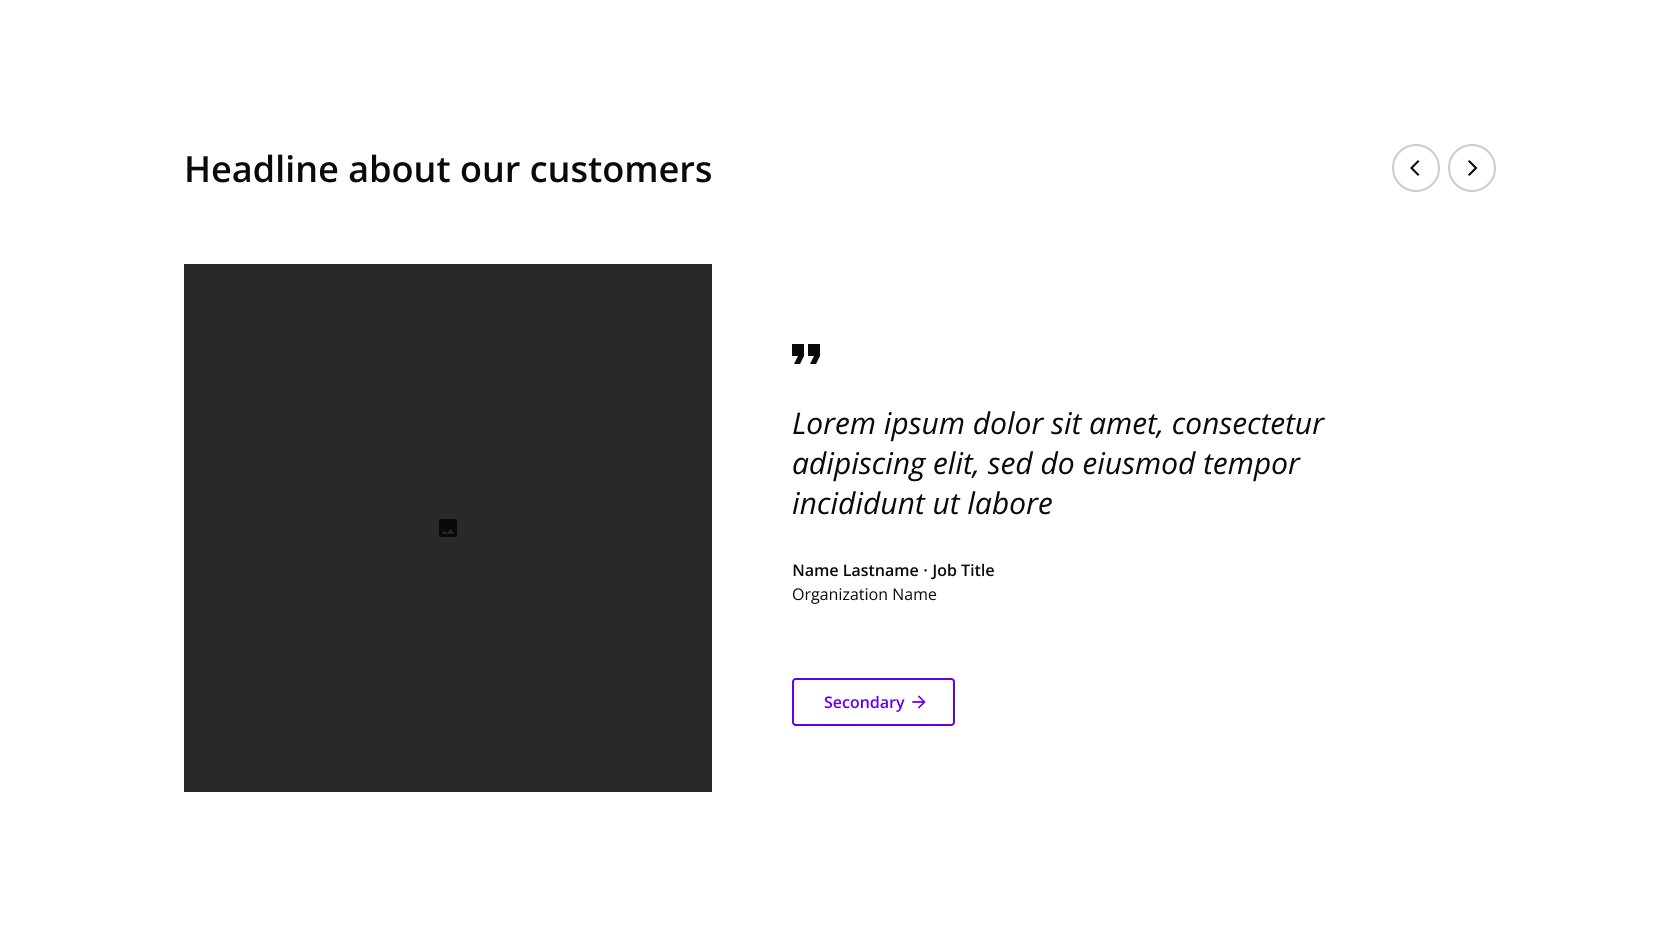 Headline about our customers
”
Lorem ipsum dolor sit amet, consectetur
adipiscing elit, sed do eiusmod tempor
incididunt ut labore
Name Lastname · Job Title
Organization Name
Secondary →